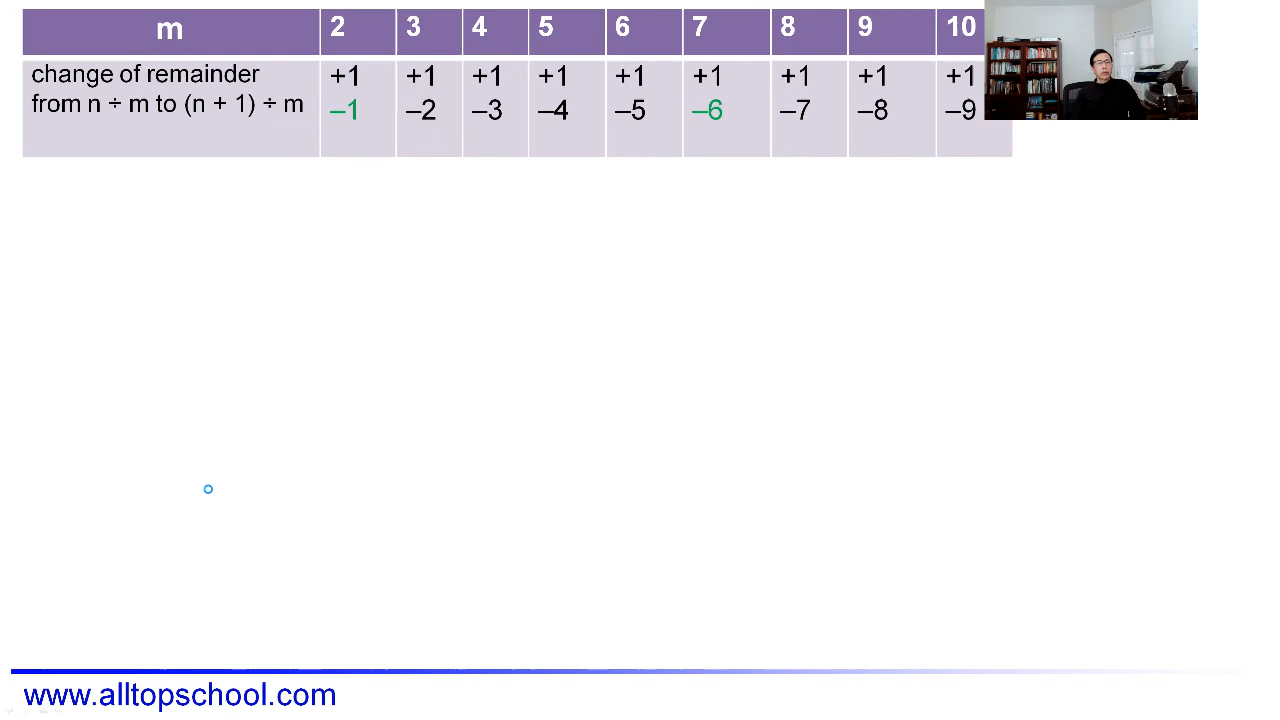 m 2 3 4 5 6 7 8 9 10
change of remainder +1 +1 +1 +1 +1 +1 +1 +1 +1
from n ÷ m to (n + 1) ÷ m –1 –2 –3 –4 –5 –6 –7 –8 –9
www.alltopschool.com